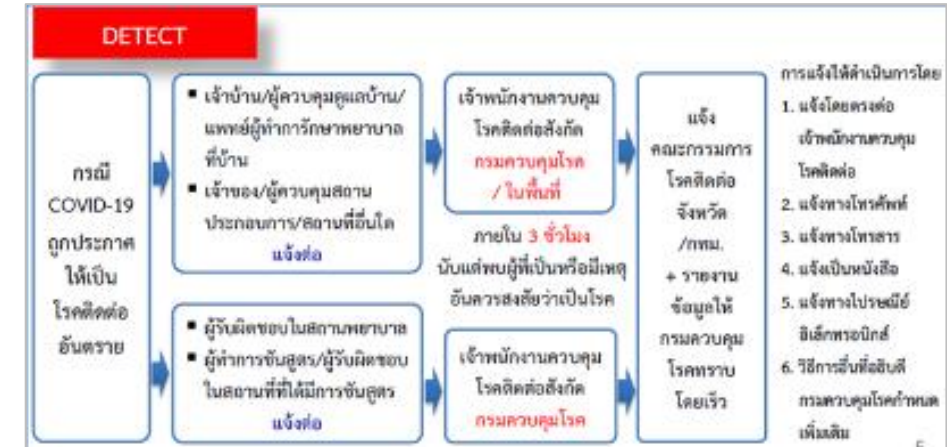 DETECT
กรณี
COVID-19
ถูกประกาศ
ให้เป็น
โรคติดต่อ
อันตราย
▪ เจ้าบ้าน/ผู้ควบคุมดูแลบ้าน/
แพทย์ผู้ทำการรักษาพยาบาล
ที่บ้าน
▪ เจ้าของ/ผู้ควบคุมสถาน
ประกอบการ/สถานที่อื่นใด
แจ้งต่อ
▪ ผู้รับผิดชอบในสถานพยาบาล
▪ ผู้ทำการชันสูตร/ผู้รับผิดชอบ
ในสถานที่ที่ได้มีการชันสูตร
แจ้งต่อ
เจ้าพนักงานควบคุม
โรคติดต่อสังกัด
กรมควบคุมโรค
/ ในพื้นที่
ภายใน 3 ชั่วโมง
นับแต่พบผู้ที่เป็นหรือมีเหตุ
อันควรสงสัยว่าเป็นโรค
เจ้าพนักงานควบคุม
โรคติดต่อสังกัด
กรมควบคุมโรค
แจ้ง
คณะกรรมการ
โรคติดต่อ
จังหวัด
/กทม.
+ รายงาน
ข้อมูลให้
กรมควบคุม
โรคทราบ
โดยเร็ว
การแจ้งให้ดำเนินการโดย
1. แจ้งโดยตรงต่อ
เจ้าพนักงานควบคุม
โรคติดต่อ
2. แจ้งทางโทรศัพท์
3. แจ้งทางโทรสาร
4. แจ้งเป็นหนังสือ
5. แจ้งทางไปรษณีย์
อิเล็กทรอนิกส์
6. วิธีการอื่นที่อธิบดี
กรมควบคุมโรคกำหนด
เพิ่มเติม